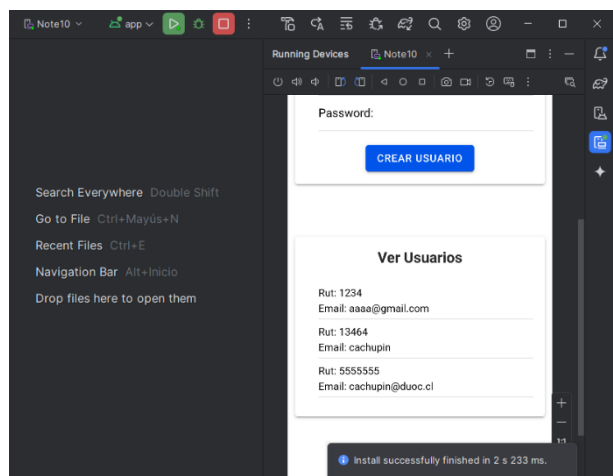 Note10
app
Running Devices
Note10
Password:
CREAR USUARIO
Search Everywhere Double Shift
Go to File Ctrl+Mayús+N
Recent Files Ctrl+E
Navigation Bar Alt+Inicio
Drop files here to open them
Ver Usuarios
Rut: 1234
Email: aaaa@gmail.com
Rut: 13464
Email: cachupin
Rut: 5555555
Email: cachupin@duoc.cl
1:1
Install successfully finished in 2 s 233 ms.